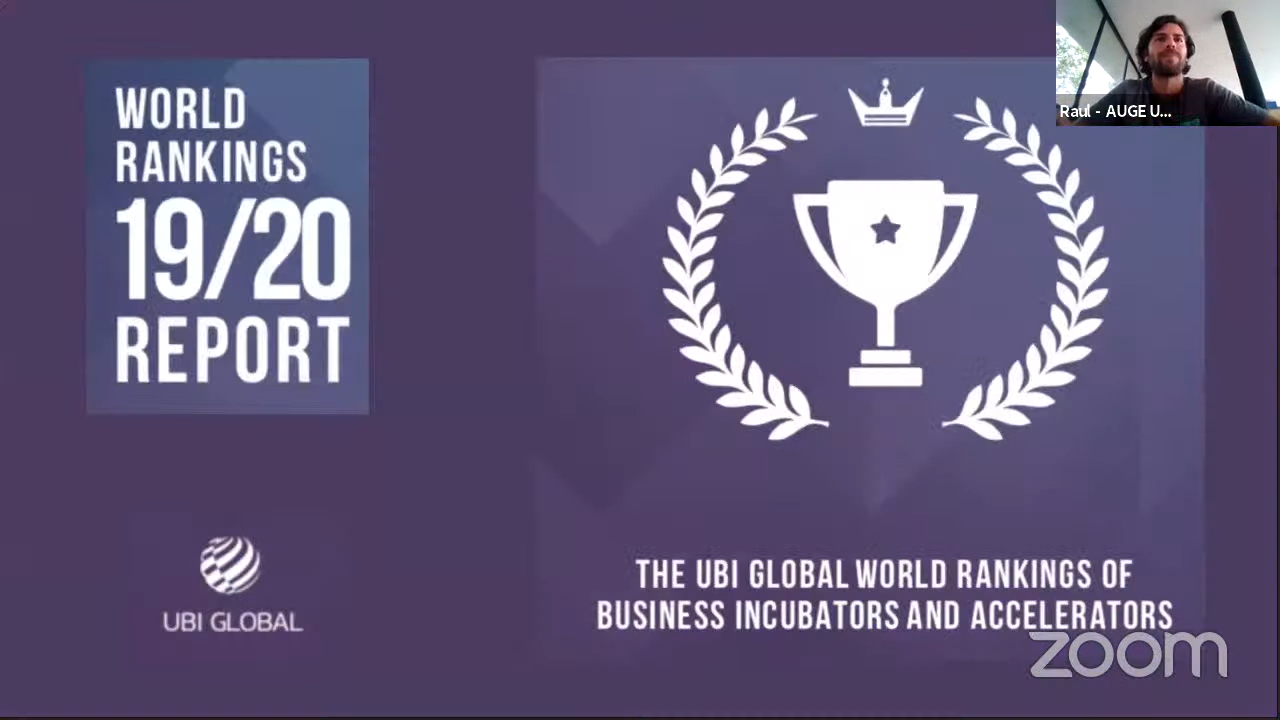 WORLD
RANKINGS
19/20
REPORT
Raul - AUGE U...
UBI GLOBAL
THE UBI GLOBAL WORLD RANKINGS OF
BUSINESS INCUBATORS AND ACCELERATORS
zoom